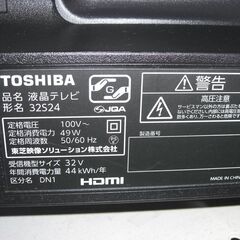 TOSHIBA
品名 液晶テレビ
形名 32S24
定格電圧: 100V~
定格消費電力: 49W
定格周波数: 50/60 Hz
東芝映像ソリューション株式会社
受信機型サイズ 32V
年間消費電力量: 44kWh/年
区分名 DN1
HDMI
JQA
警告
高圧注意
製造番号
MADE IN CHINA